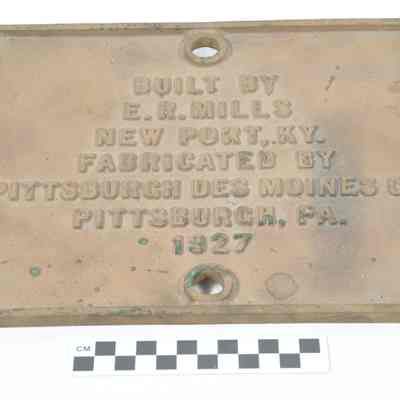 BUILT BY
E. R. MILLS
NEW PORT, KY.
FABRICATED BY
PITTSBURGH DES MOINES
PITTSBURGH, PA.
1927
CM